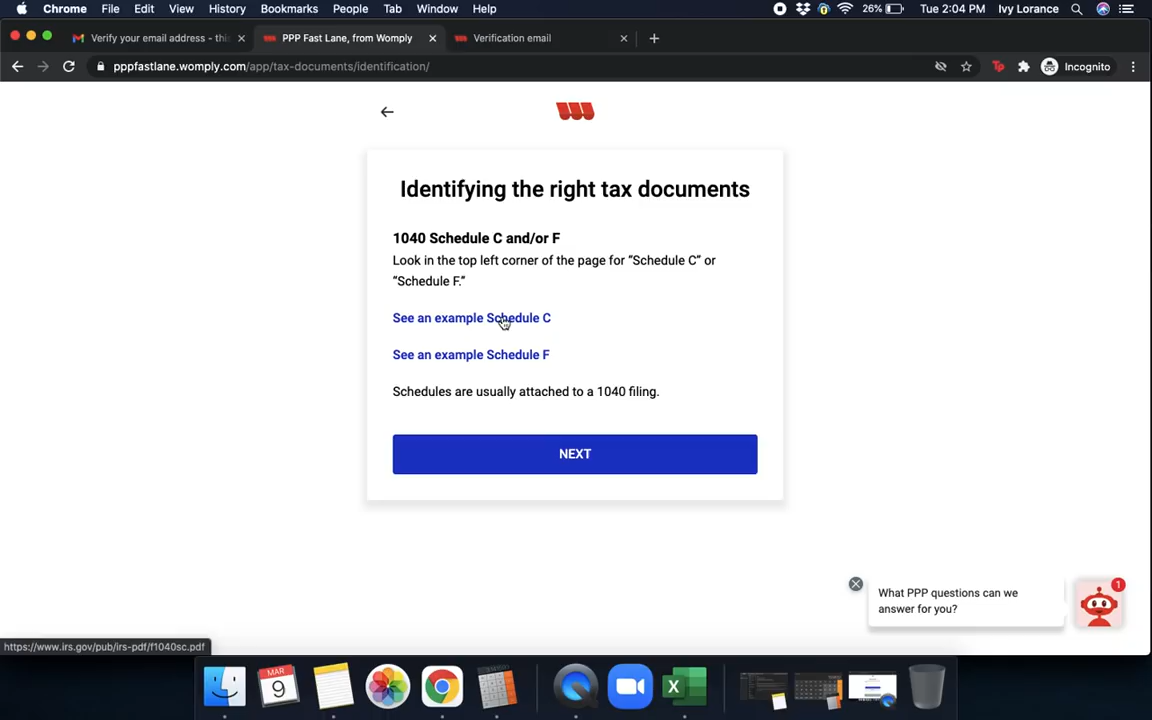 Chrome File Edit View History Bookmarks People Tab Window Help 26% Tue 2:04 PM Ivy Lorance
Verify your email address - thi
PPP Fast Lane, from Womply
Verification email
pppfastlane.womply.com/app/tax-documents/identification/
Incognito
Identifying the right tax documents
1040 Schedule C and/or F
Look in the top left corner of the page for “Schedule C” or
“Schedule F.”
See an example Schedule C
See an example Schedule F
Schedules are usually attached to a 1040 filing.
NEXT
1
What PPP questions can we
answer for you?
https://www.irs.gov/pub/irs-pdf/f1040sc.pdf
MAR
9